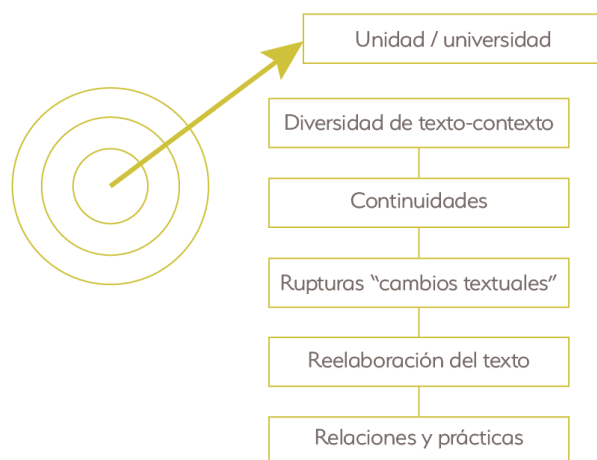 Unidad / universidad
Diversidad de texto-contexto
Continuidades
Rupturas “cambios textuales”
Reelaboración del texto
Relaciones y prácticas